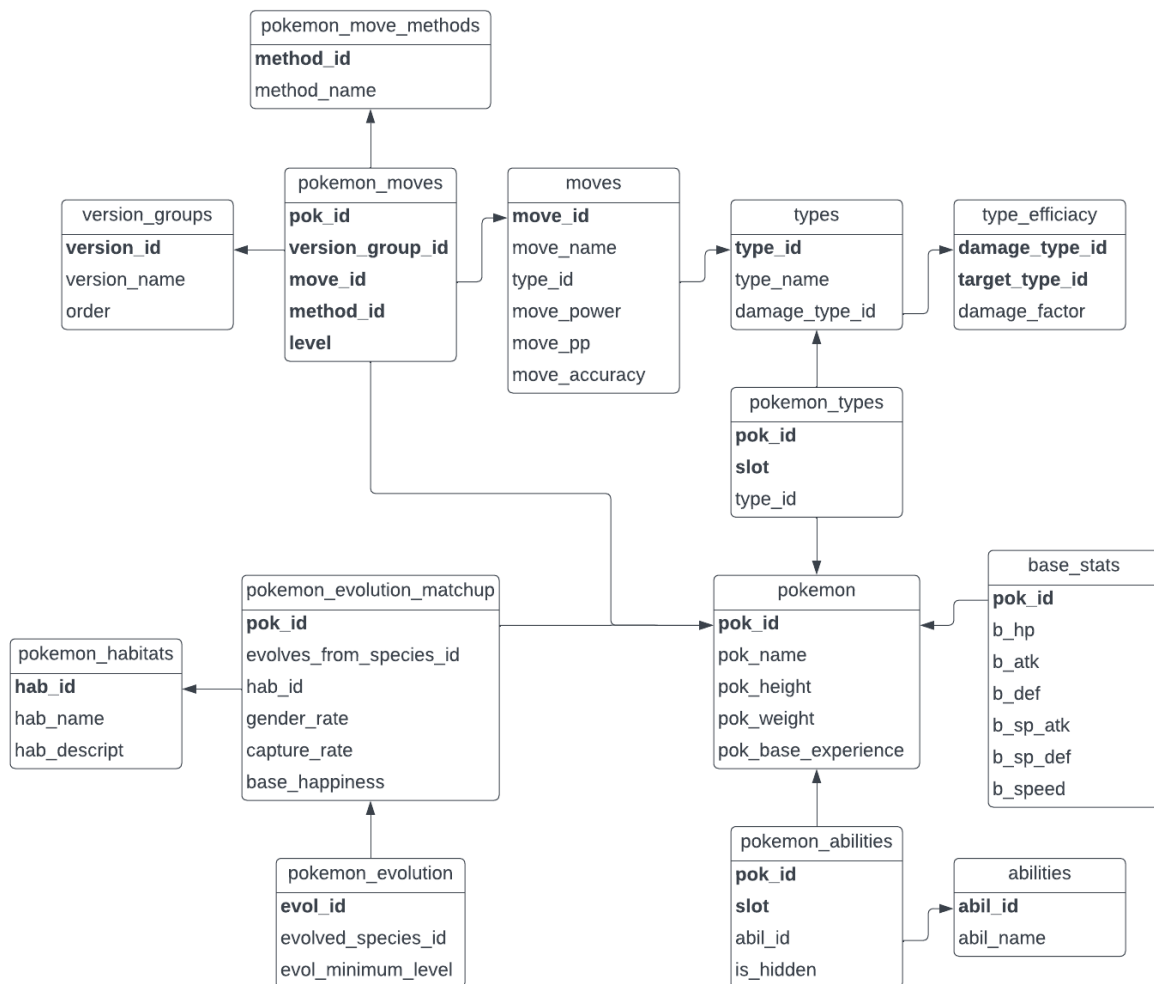 pokemon_move_methods
method_id
method_name
pokemon_moves
pok_id
version_group_id
move_id
method_id
level
version_groups
version_id
version_name
order
moves
move_id
move_name
type_id
move_power
move_pp
move_accuracy
types
type_id
type_name
damage_type_id
type_efficiacy
damage_type_id
target_type_id
damage_factor
pokemon_types
pok_id
slot
type_id
pokemon_evolution_matchup
pok_id
evolves_from_species_id
hab_id
gender_rate
capture_rate
base_happiness
pokemon_habitats
hab_id
hab_name
hab_descript
pokemon
pok_id
pok_name
pok_height
pok_weight
pok_base_experience
base_stats
pok_id
b_hp
b_atk
b_def
b_sp_atk
b_sp_def
b_speed
pokemon_evolution
evol_id
evolved_species_id
evol_minimum_level
pokemon_abilities
pok_id
slot
abil_id
is_hidden
abilities
abil_id
abil_name